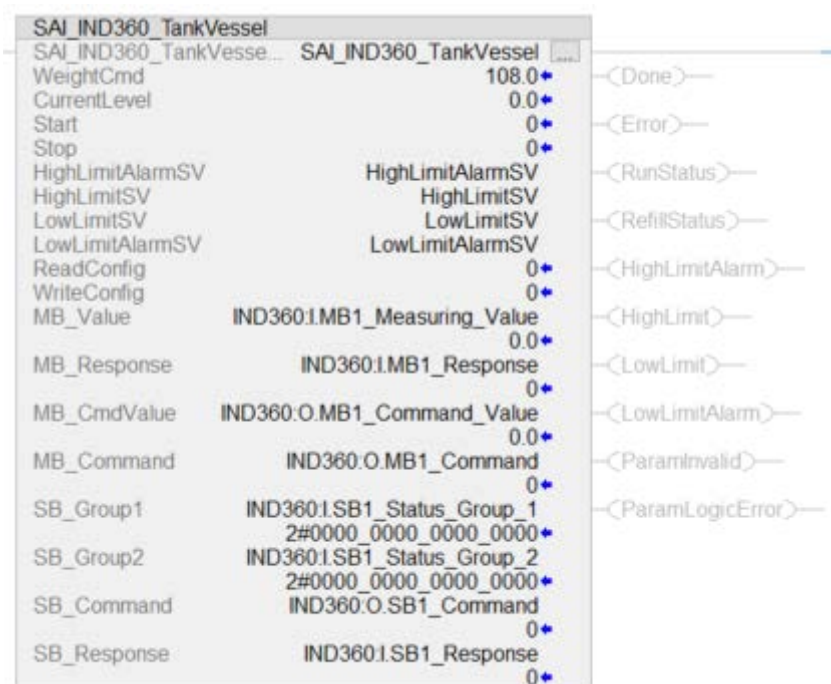 SAI_IND360_TankVessel
SAI_IND360_TankVesse... SAI_IND360_TankVessel ...
WeightCmd 108.0
CurrentLevel 0.0 (Done)
Start 0 (Error)
Stop 0
HighLimitAlarmSV HighLimitAlarmSV (RunStatus)
HighLimitSV HighLimitSV
LowLimitSV LowLimitSV (RefillStatus)
LowLimitAlarmSV LowLimitAlarmSV
ReadConfig 0 (HighLimitAlarm)
WriteConfig 0
MB_Value IND360:I.MB1_Measuring_Value (HighLimit)
0.0
MB_Response IND360:I.MB1_Response (LowLimit)
0
MB_CmdValue IND360:O.MB1_Command_Value (LowLimitAlarm)
0.0
MB_Command IND360:O.MB1_Command (ParamInvalid)
0
SB_Group1 IND360:I.SB1_Status_Group_1 (ParamLogicError)
2#0000_0000_0000_0000
SB_Group2 IND360:I.SB1_Status_Group_2
2#0000_0000_0000_0000
SB_Command IND360:O.SB1_Command
0
SB_Response IND360:I.SB1_Response
0